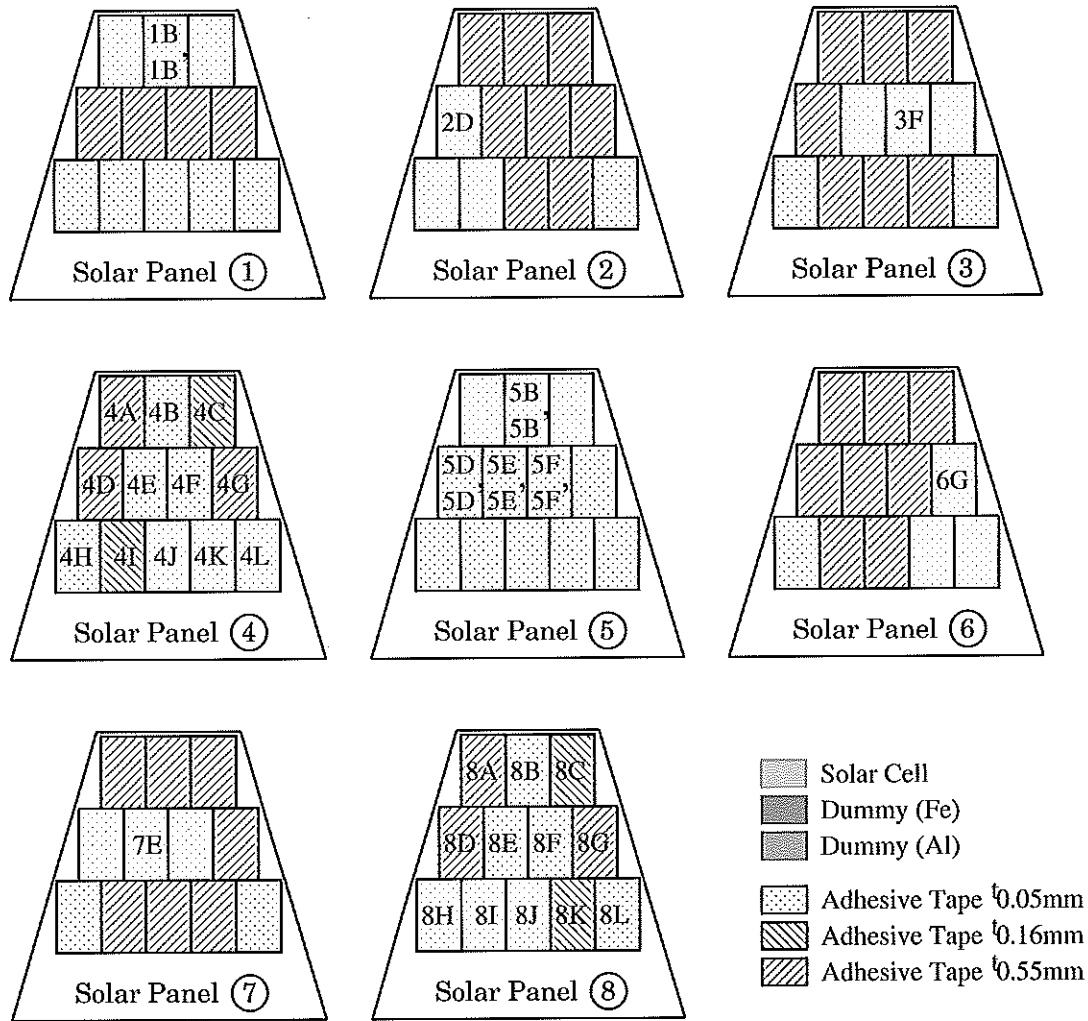 1B,
1B
Solar Panel ①
2D
Solar Panel ②
3F
Solar Panel ③
4A 4B 4C
4D 4E 4F 4G
4H 4I 4J 4K 4L
Solar Panel ④
5B,
5B
5D, 5E, 5F,
5D 5E 5F
Solar Panel ⑤
6G
Solar Panel ⑥
7E
Solar Panel ⑦
8A 8B 8C
8D 8E 8F 8G
8H 8I 8J 8K 8L
Solar Panel ⑧
Solar Cell
Dummy (Fe)
Dummy (Al)
Adhesive Tape t0.05mm
Adhesive Tape t0.16mm
Adhesive Tape t0.55mm